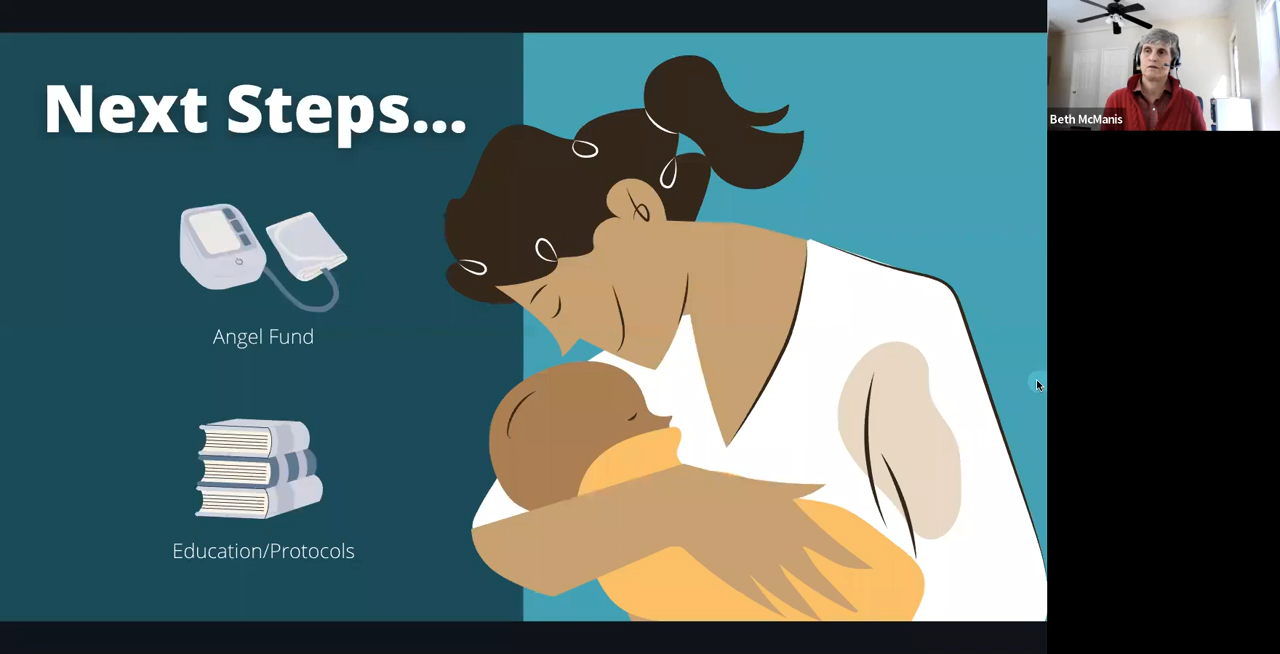 Next Steps...
Angel Fund
Education/Protocols
Beth McManis